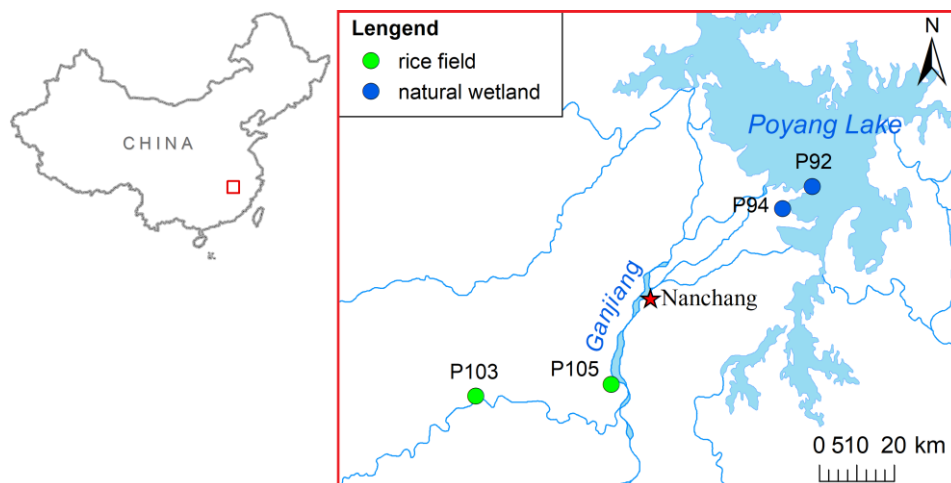 CHINA
Lengend
rice field
natural wetland
N
Poyang Lake
P92
P94
Ganjiang
Nanchang
P103
P105
0 510 20 km